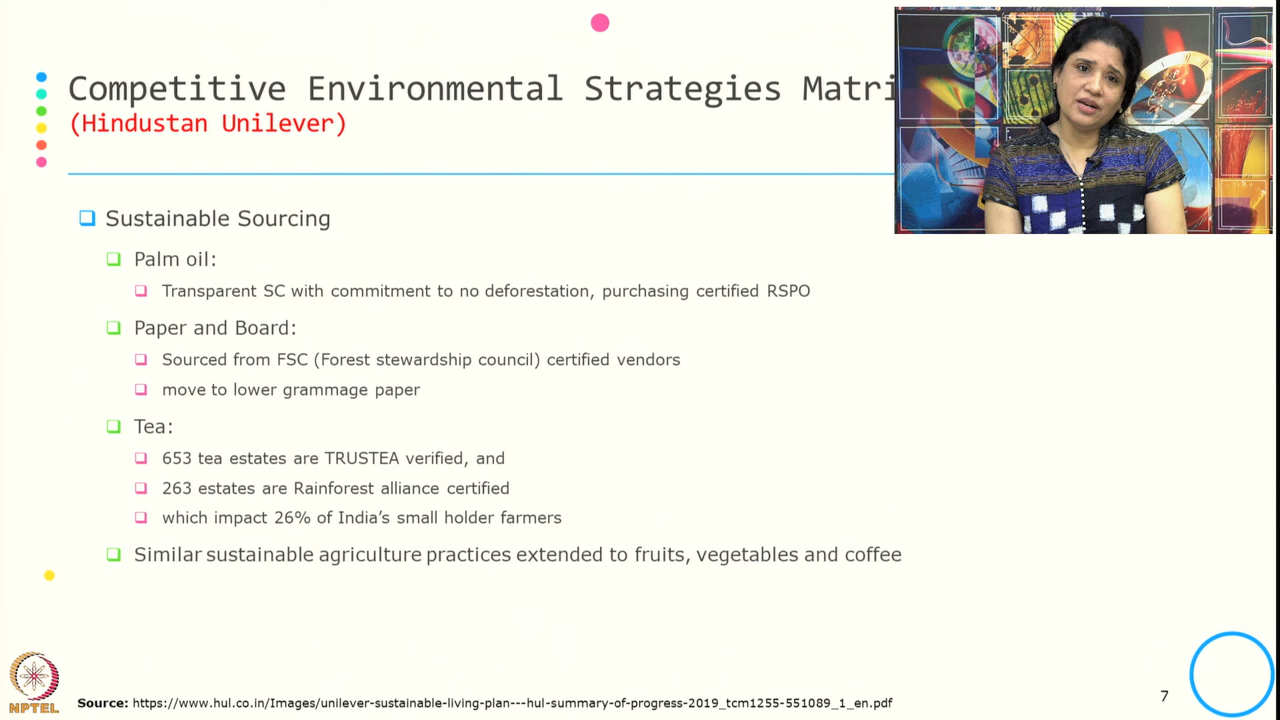 Competitive Environmental Strategies Matri
(Hindustan Unilever)
Sustainable Sourcing
Palm oil:
Transparent SC with commitment to no deforestation, purchasing certified RSPO
Paper and Board:
Sourced from FSC (Forest stewardship council) certified vendors
move to lower grammage paper
Tea:
653 tea estates are TRUSTEA verified, and
263 estates are Rainforest alliance certified
which impact 26% of India's small holder farmers
Similar sustainable agriculture practices extended to fruits, vegetables and coffee
NPTEL
Source: https://www.hul.co.in/Images/unilever-sustainable-living-plan---hul-summary-of-progress-2019_tcm1255-551089_1_en.pdf
7